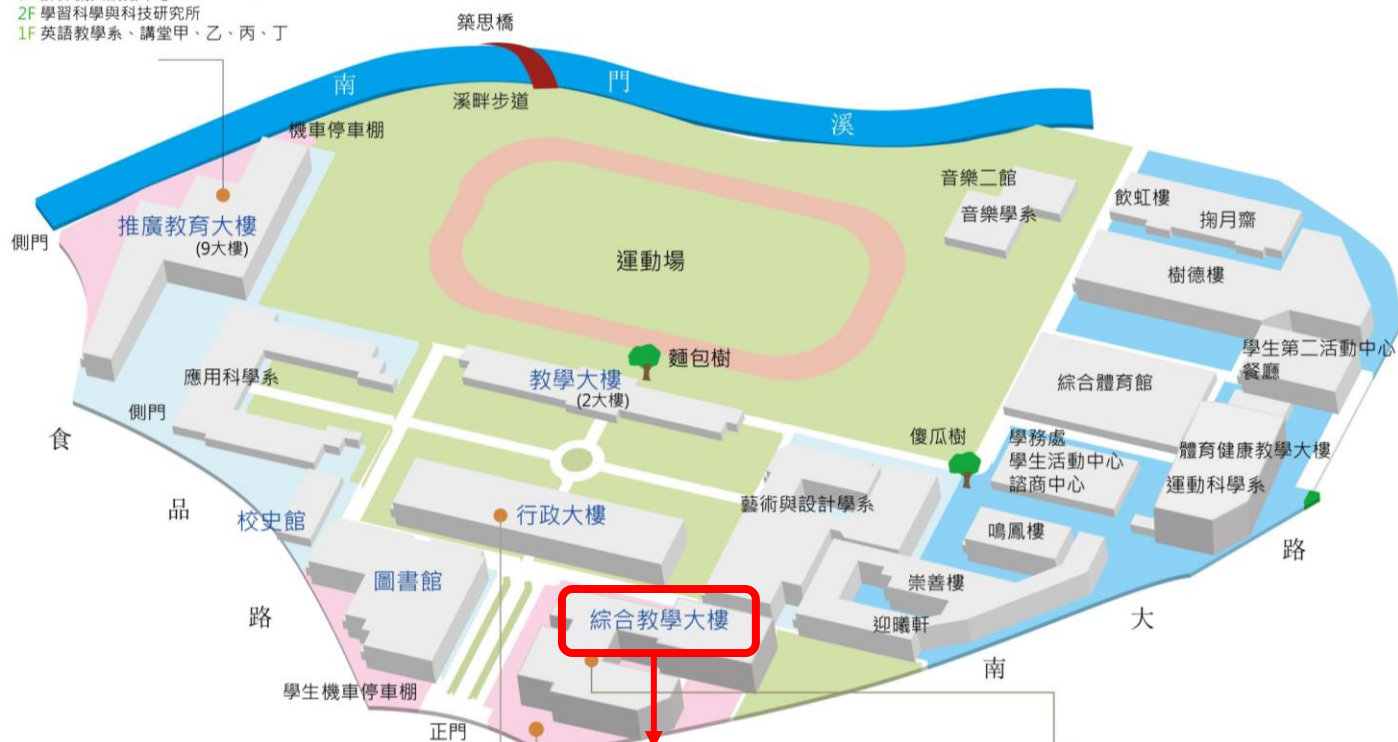 2F 學習科學與科技研究所
1F 英語教學系、講堂甲、乙、丙、丁
築思橋
南
門
溪畔步道
溪
機車停車棚
音樂二館
音樂學系
飲虹樓
掬月齋
側門
推廣教育大樓
(9大樓)
運動場
樹德樓
麵包樹
學生第二活動中心
餐廳
應用科學系
教學大樓
(2大樓)
綜合體育館
側門
食
傻瓜樹
學務處
學生活動中心
諮商中心
體育健康教學大樓
運動科學系
品
校史館
行政大樓
藝術與設計學系
鳴鳳樓
路
圖書館
崇善樓
路
綜合教學大樓
迎曦軒
大
南
學生機車停車棚
正門